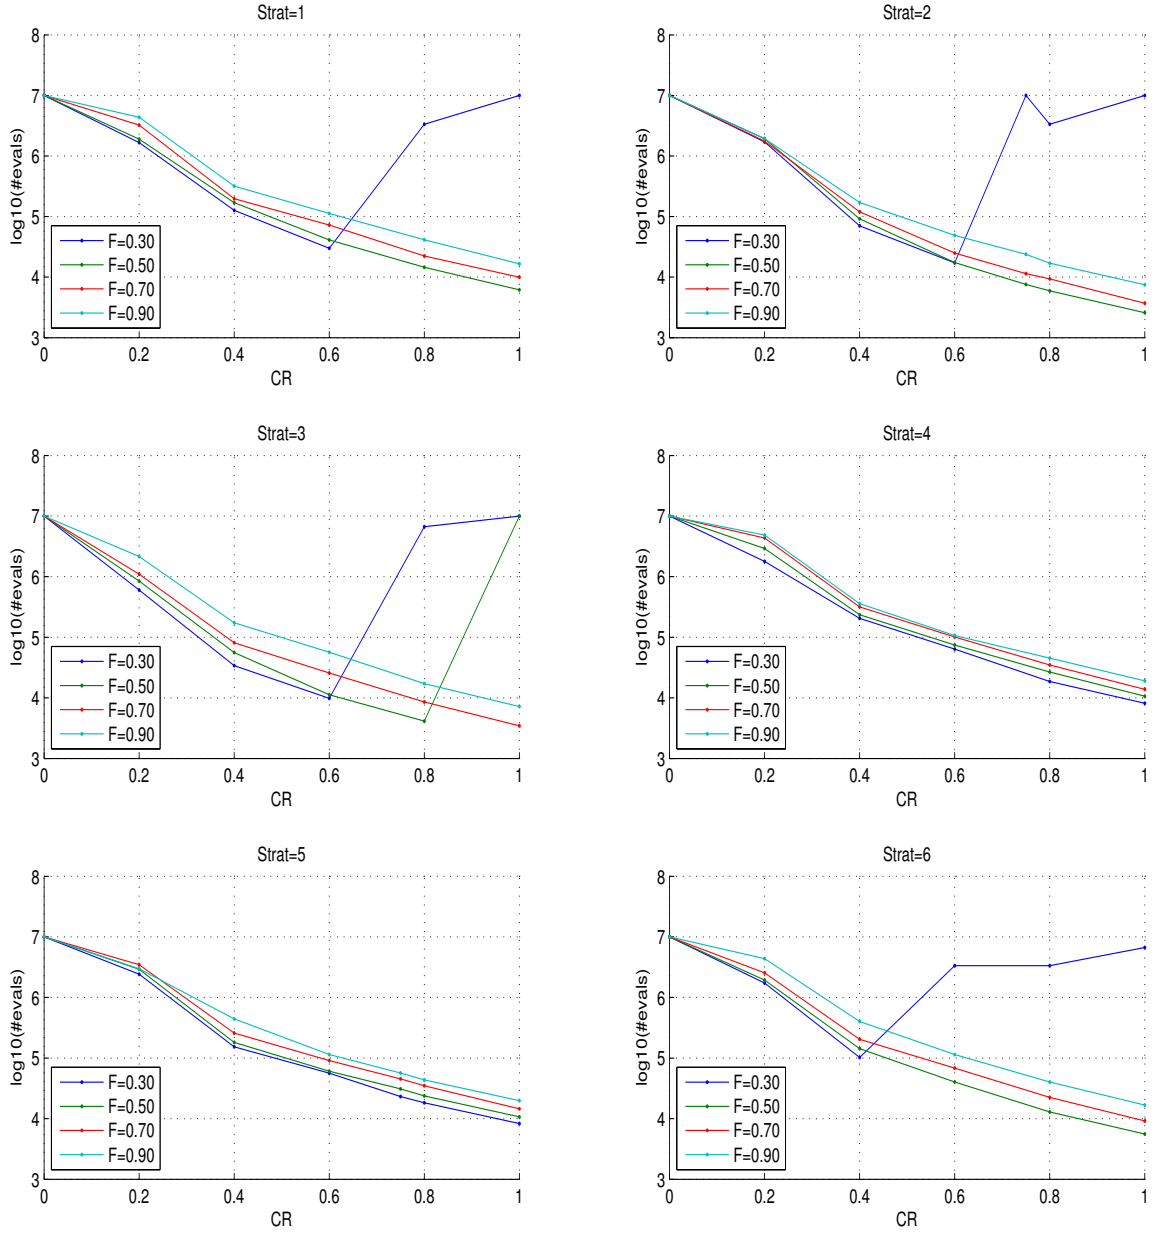 Strat=1
8
7
6
5
4
3
log10(#evals)
F=0.30
F=0.50
F=0.70
F=0.90
0 0.2 0.4 0.6 0.8 1
CR
Strat=2
8
7
6
5
4
3
log10(#evals)
F=0.30
F=0.50
F=0.70
F=0.90
0 0.2 0.4 0.6 0.8 1
CR
Strat=3
8
7
6
5
4
3
log10(#evals)
F=0.30
F=0.50
F=0.70
F=0.90
0 0.2 0.4 0.6 0.8 1
CR
Strat=4
8
7
6
5
4
3
log10(#evals)
F=0.30
F=0.50
F=0.70
F=0.90
0 0.2 0.4 0.6 0.8 1
CR
Strat=5
8
7
6
5
4
3
log10(#evals)
F=0.30
F=0.50
F=0.70
F=0.90
0 0.2 0.4 0.6 0.8 1
CR
Strat=6
8
7
6
5
4
3
log10(#evals)
F=0.30
F=0.50
F=0.70
F=0.90
0 0.2 0.4 0.6 0.8 1
CR